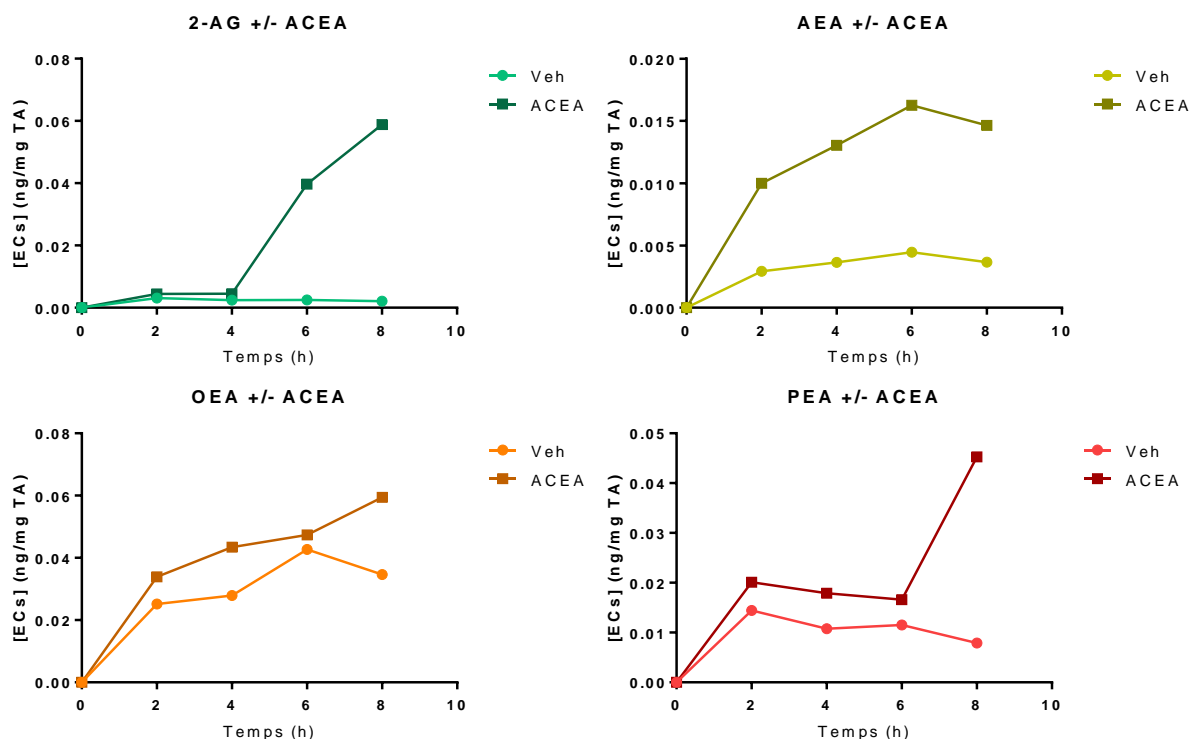 2-AG +/- ACEA
[ECs] (ng/mg TA)
0.08
0.06
0.04
0.02
0.00
0 2 4 6 8 10
Temps (h)
Veh
ACEA
AEA +/- ACEA
[ECs] (ng/mg TA)
0.020
0.015
0.010
0.005
0.000
0 2 4 6 8 10
Temps (h)
Veh
ACEA
OEA +/- ACEA
[ECs] (ng/mg TA)
0.08
0.06
0.04
0.02
0.00
0 2 4 6 8 10
Temps (h)
Veh
ACEA
PEA +/- ACEA
[ECs] (ng/mg TA)
0.05
0.04
0.03
0.02
0.01
0.00
0 2 4 6 8 10
Temps (h)
Veh
ACEA